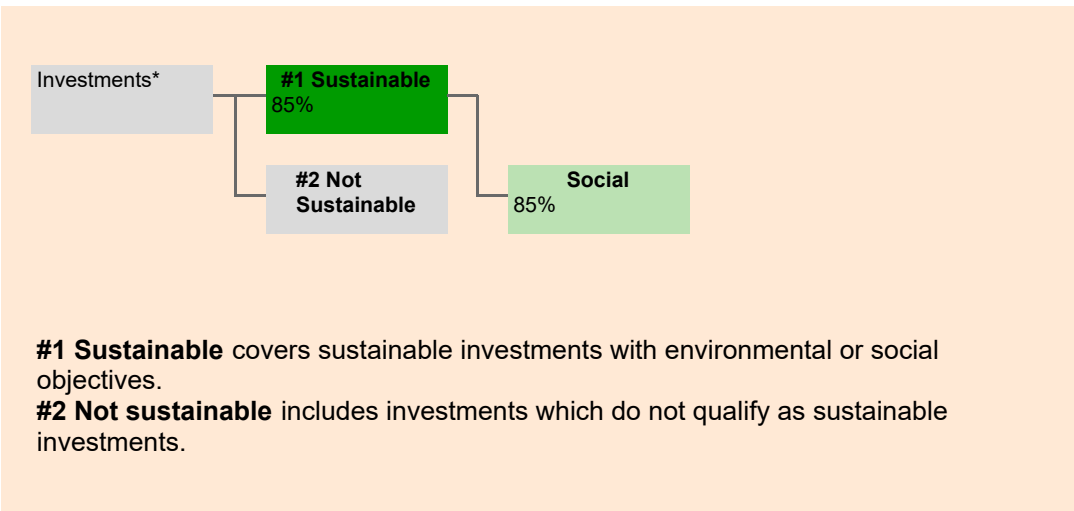 Investments*
#1 Sustainable
85%
#2 Not
Sustainable
Social
85%
#1 Sustainable covers sustainable investments with environmental or social
objectives.
#2 Not sustainable includes investments which do not qualify as sustainable
investments.